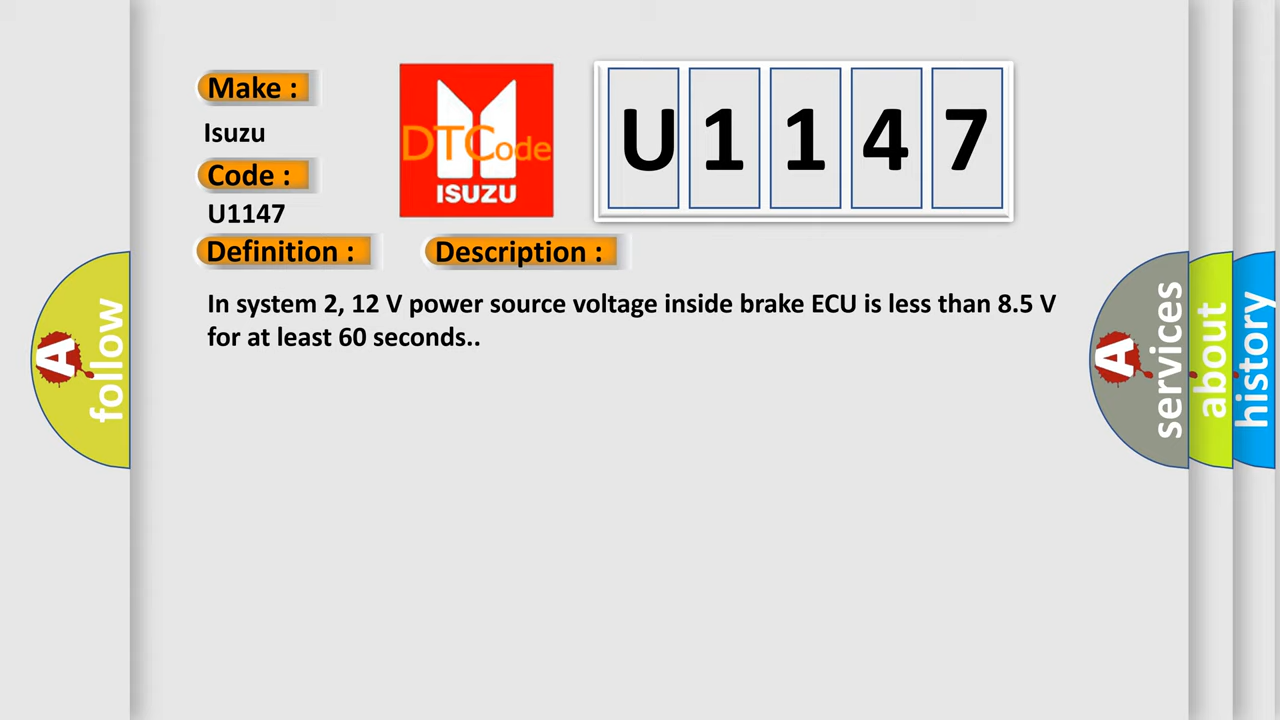 Make :
Isuzu
Code :
U1147
Definition :
Description :
In system 2, 12 V power source voltage inside brake ECU is less than 8.5 V
for at least 60 seconds..
DTCode
ISUZU
U 1 1 4 7
A follow
A services
about
history